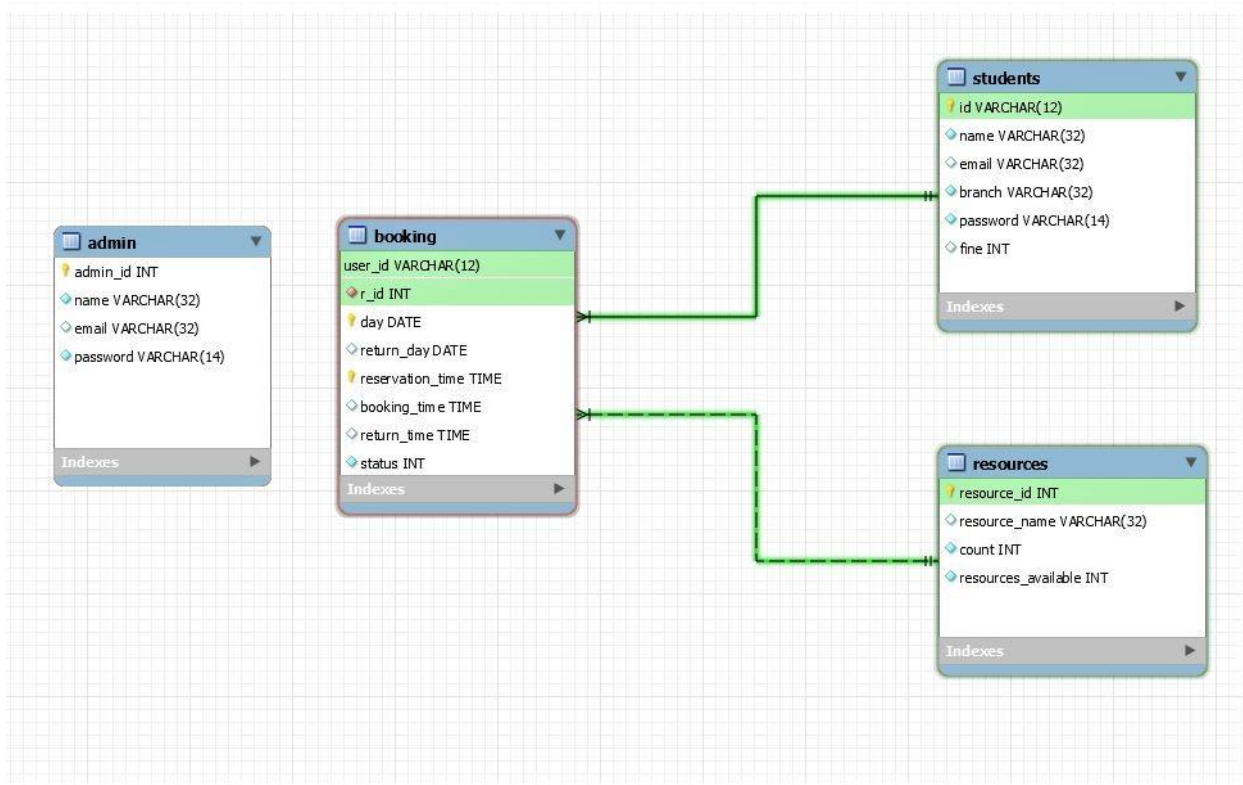 admin
admin_id INT
name VARCHAR(32)
email VARCHAR(32)
password VARCHAR(14)
Indexes
booking
user_id VARCHAR(12)
r_id INT
day DATE
return_day DATE
reservation_time TIME
booking_time TIME
return_time TIME
status INT
Indexes
students
id VARCHAR(12)
name VARCHAR(32)
email VARCHAR(32)
branch VARCHAR(32)
password VARCHAR(14)
fine INT
Indexes
resources
resource_id INT
resource_name VARCHAR(32)
count INT
resources_available INT
Indexes